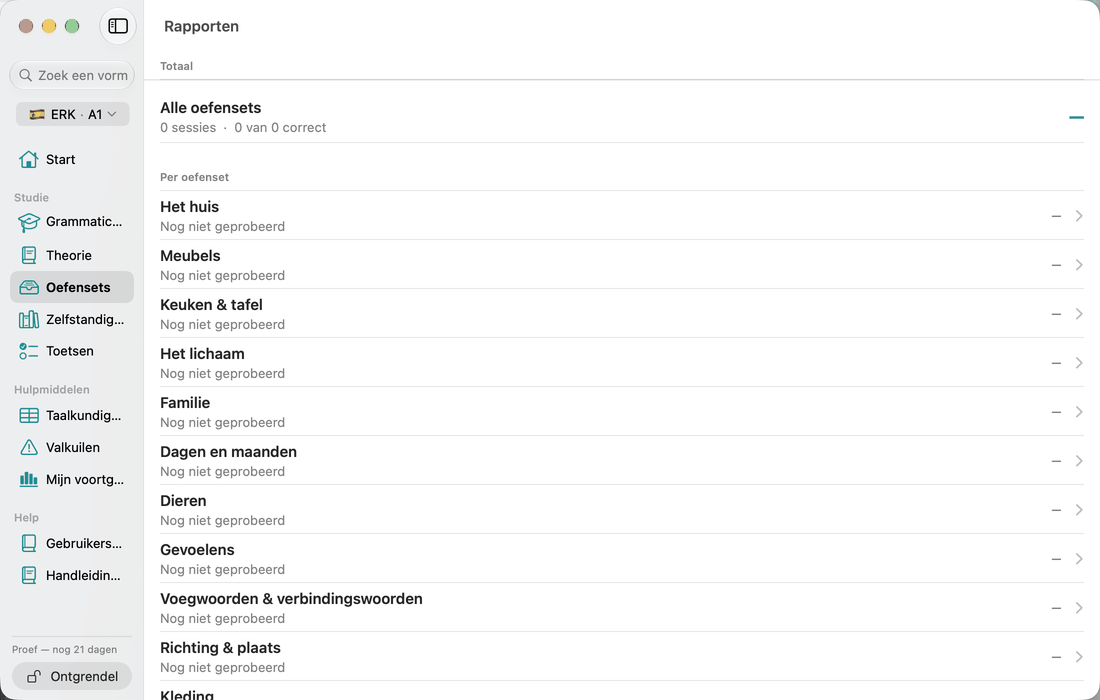 Rapporten
Zoek een vorm
ERK · A1
Start
Studie
Grammatic...
Theorie
Oefensets
Zelfstandig...
Toetsen
Hulpmiddelen
Taalkundig...
Valkuilen
Mijn voortg...
Help
Gebruikers...
Handleidin...
Proef — nog 21 dagen
Ontgrendel
Totaal
Alle oefensets
0 sessies · 0 van 0 correct
—
Per oefenset
Het huis
Nog niet geprobeerd
–
Meubels
Nog niet geprobeerd
–
Keuken & tafel
Nog niet geprobeerd
–
Het lichaam
Nog niet geprobeerd
–
Familie
Nog niet geprobeerd
–
Dagen en maanden
Nog niet geprobeerd
–
Dieren
Nog niet geprobeerd
–
Gevoelens
Nog niet geprobeerd
–
Voegwoorden & verbindingswoorden
Nog niet geprobeerd
–
Richting & plaats
Nog niet geprobeerd
–
Kleding